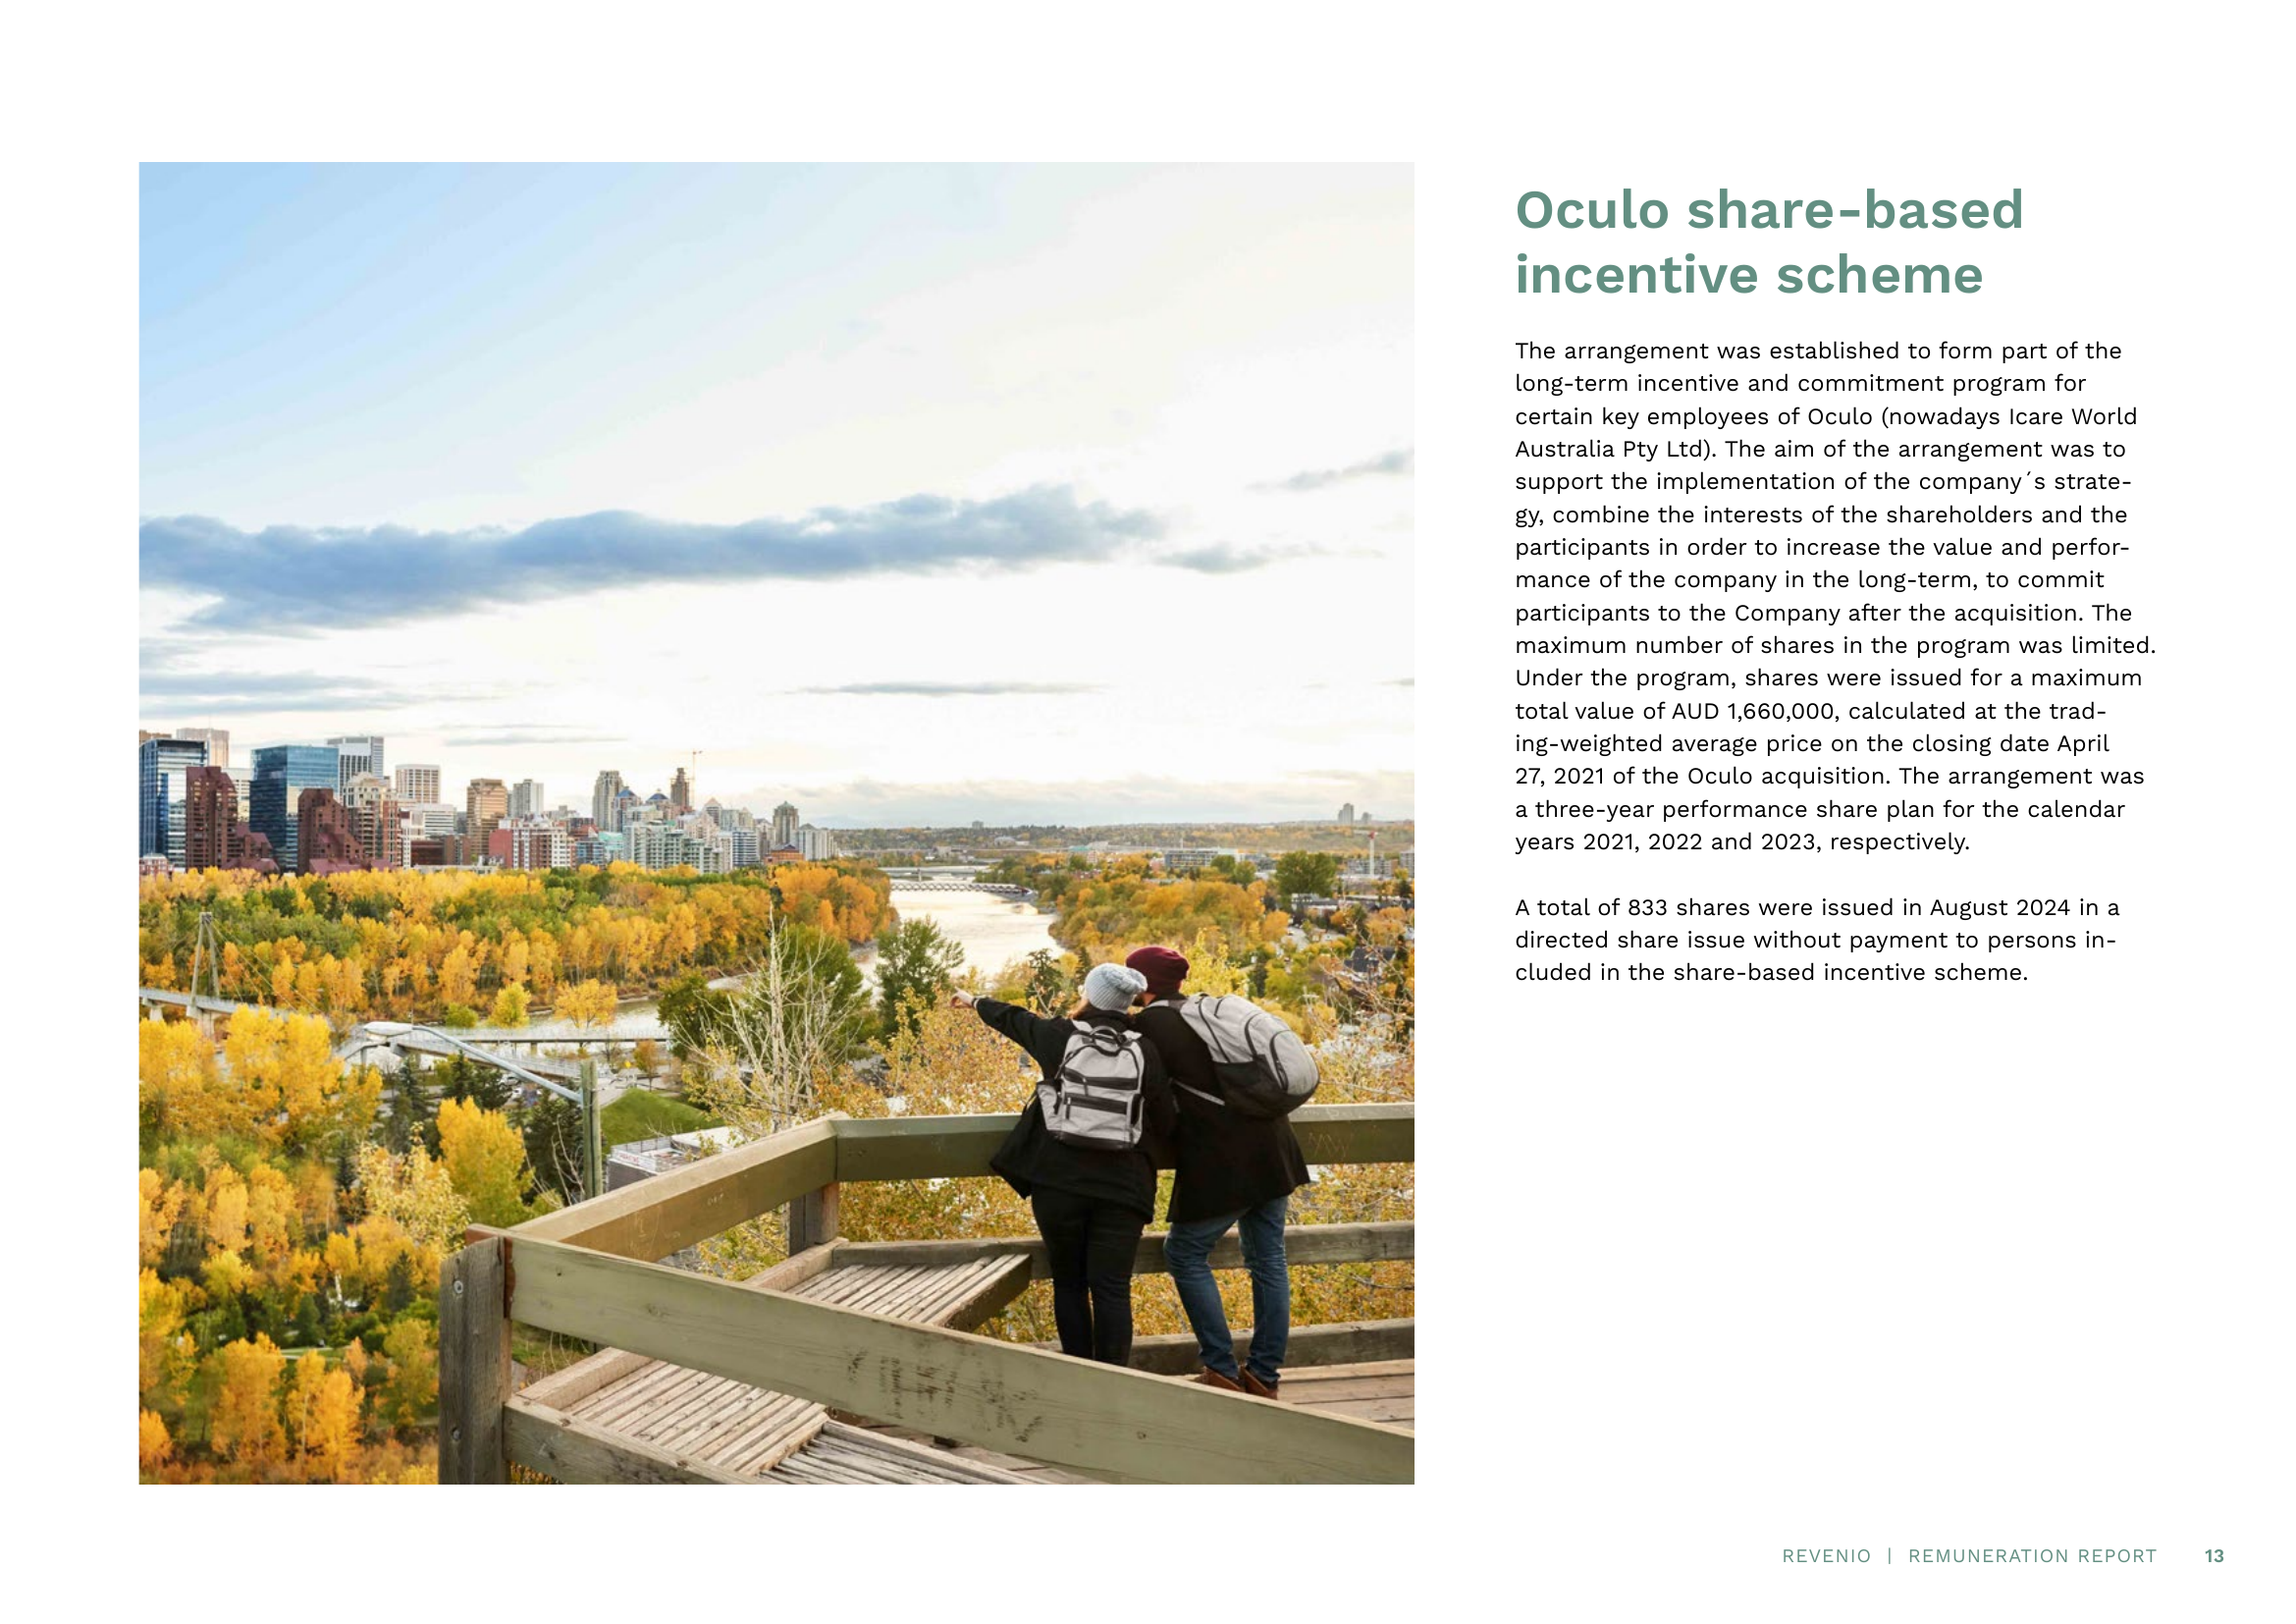 Oculo share-based
incentive scheme
The arrangement was established to form part of the
long-term incentive and commitment program for
certain key employees of Oculo (nowadays Icare World
Australia Pty Ltd). The aim of the arrangement was to
support the implementation of the company´s strate-
gy, combine the interests of the shareholders and the
participants in order to increase the value and perfor-
mance of the company in the long-term, to commit
participants to the Company after the acquisition. The
maximum number of shares in the program was limited.
Under the program, shares were issued for a maximum
total value of AUD 1,660,000, calculated at the trad-
ing-weighted average price on the closing date April
27, 2021 of the Oculo acquisition. The arrangement was
a three-year performance share plan for the calendar
years 2021, 2022 and 2023, respectively.
A total of 833 shares were issued in August 2024 in a
directed share issue without payment to persons in-
cluded in the share-based incentive scheme.
REVENIO | REMUNERATION REPORT 13